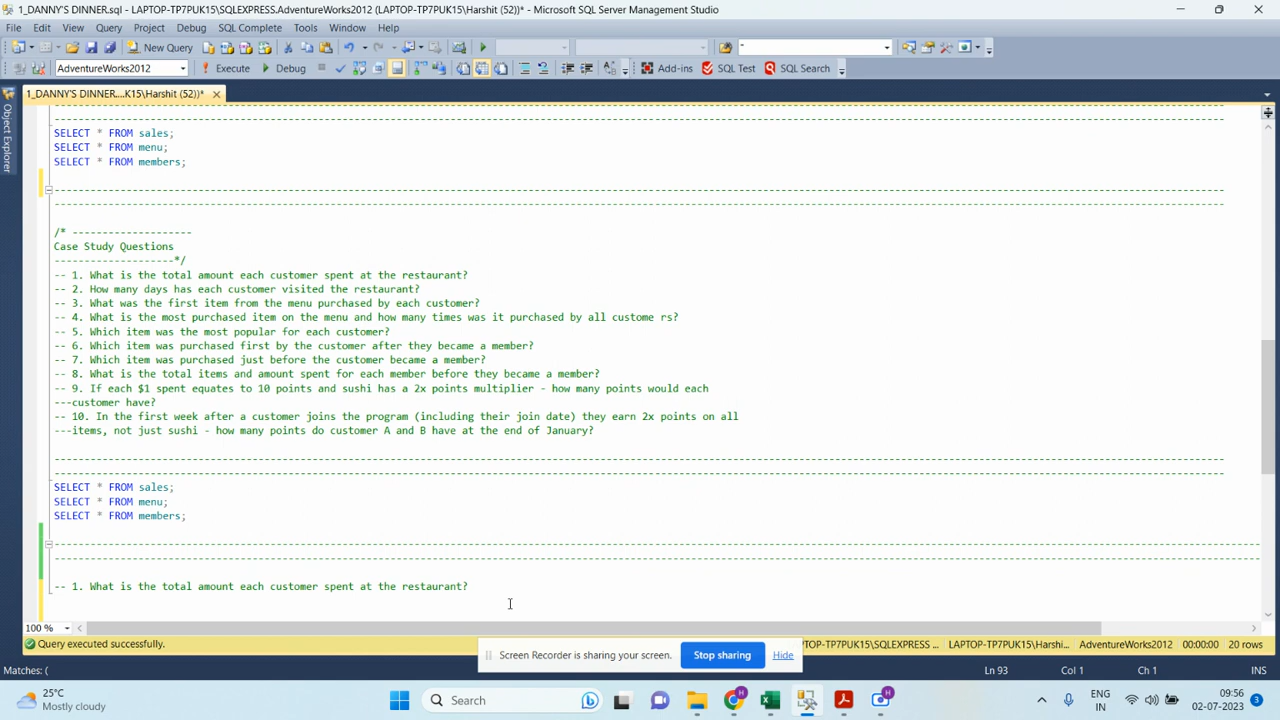 1_DANNY'S DINNER.sql - LAPTOP-TP7PUK15\SQLEXPRESS.AdventureWorks2012 (LAPTOP-TP7PUK15\Harshit (52))* - Microsoft SQL Server Management Studio
File Edit View Query Project Debug SQL Complete Tools Window Help
New Query
AdventureWorks2012 Execute Debug Add-ins SQL Test SQL Search
1_DANNY'S DINNER....K15\Harshit (52))*
Object Explorer
SELECT * FROM sales;
SELECT * FROM menu;
SELECT * FROM members;
/* --------------------
Case Study Questions
--------------------*/
-- 1. What is the total amount each customer spent at the restaurant?
-- 2. How many days has each customer visited the restaurant?
-- 3. What was the first item from the menu purchased by each customer?
-- 4. What is the most purchased item on the menu and how many times was it purchased by all custome rs?
-- 5. Which item was the most popular for each customer?
-- 6. Which item was purchased first by the customer after they became a member?
-- 7. Which item was purchased just before the customer became a member?
-- 8. What is the total items and amount spent for each member before they became a member?
-- 9. If each $1 spent equates to 10 points and sushi has a 2x points multiplier - how many points would each
---customer have?
-- 10. In the first week after a customer joins the program (including their join date) they earn 2x points on all
---items, not just sushi - how many points do customer A and B have at the end of January?
SELECT * FROM sales;
SELECT * FROM menu;
SELECT * FROM members;
-- 1. What is the total amount each customer spent at the restaurant?
100 %
Query executed successfully. PTOP-TP7PUK15\SQLEXPRESS ... LAPTOP-TP7PUK15\Harshi... AdventureWorks2012 00:00:00 20 rows
Screen Recorder is sharing your screen. Stop sharing Hide
Matches: ( Ln 93 Col 1 Ch 1 INS
25°C
Mostly cloudy
Search
ENG
IN
09:56
02-07-2023
3